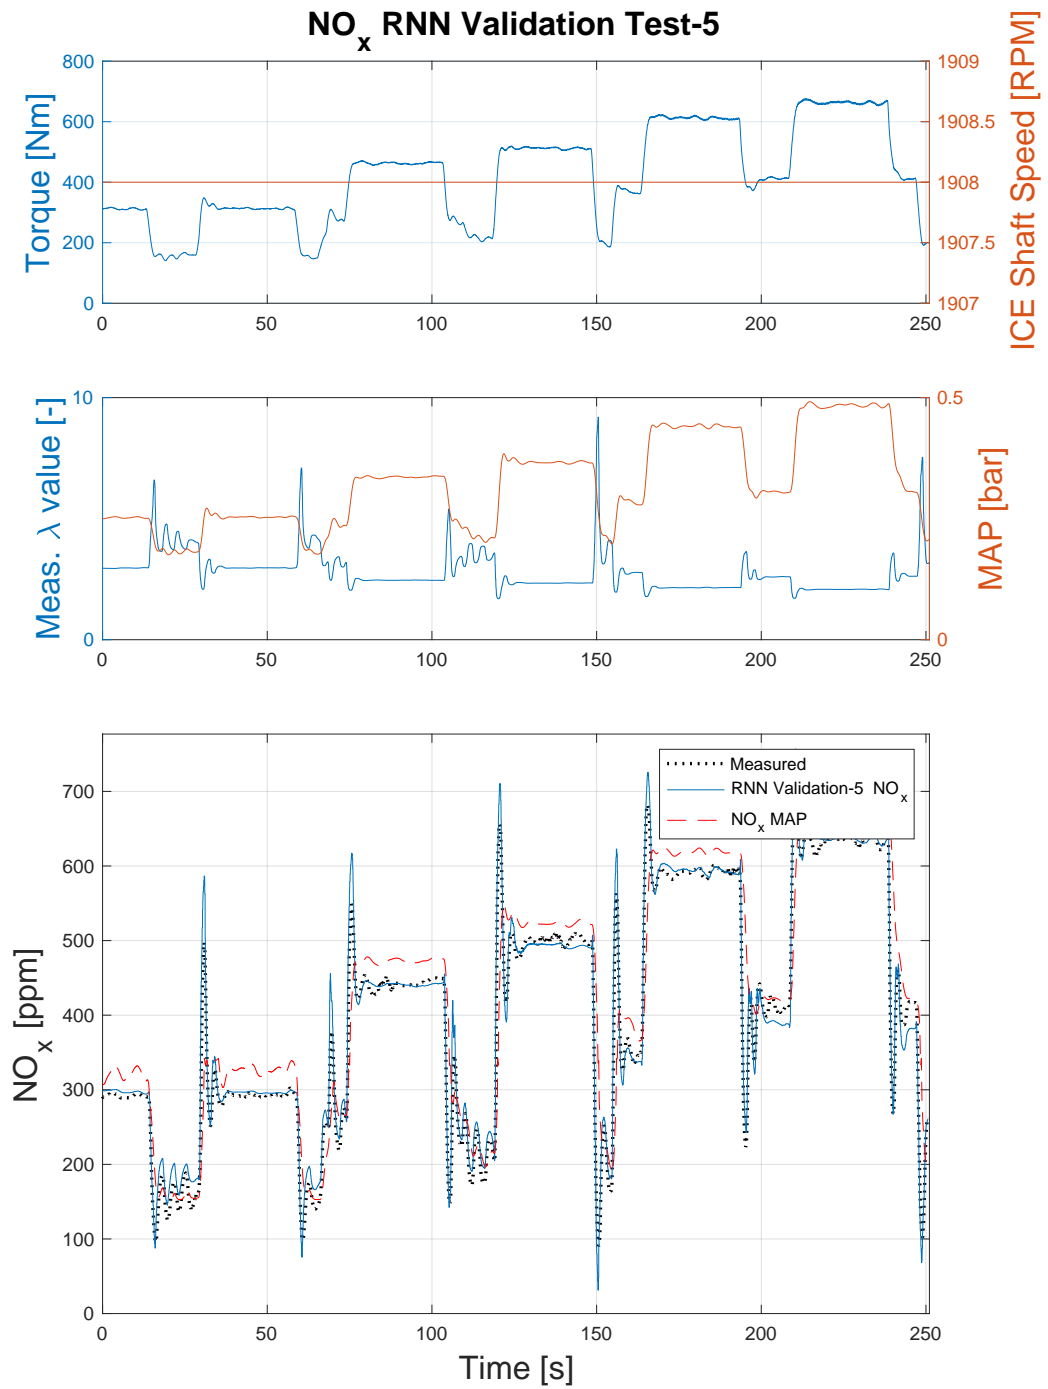 NOx RNN Validation Test-5
Torque [Nm]
800
600
400
200
0
1909
1908.5
1908
1907.5
1907
ICE Shaft Speed [RPM]
0 50 100 150 200 250
Meas. λ value [-]
10
5
0
0.5
0
MAP [bar]
0 50 100 150 200 250
NOx [ppm]
700
600
500
400
300
200
100
0
Measured
RNN Validation-5 NOx
NOx MAP
0 50 100 150 200 250
Time [s]